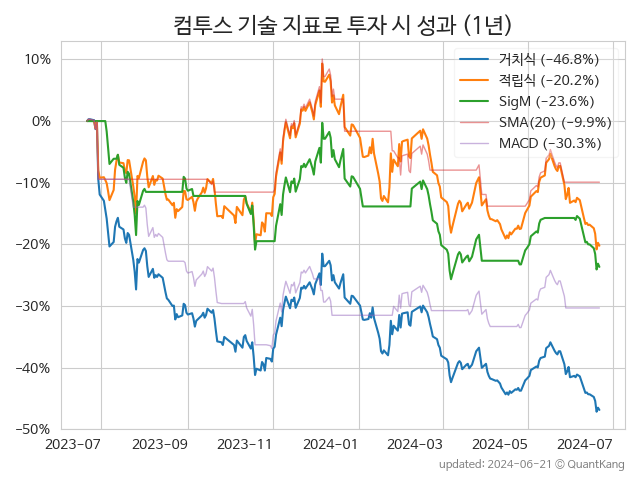 컴투스 기술 지표로 투자 시 성과 (1년)
거치식 (−46.8%)
적립식 (−20.2%)
SigM (−23.6%)
SMA(20) (−9.9%)
MACD (−30.3%)
10%
0%
−10%
−20%
−30%
−40%
−50%
2023-07
2023-09
2023-11
2024-01
2024-03
2024-05
2024-07
updated: 2024-06-21 © QuantKang